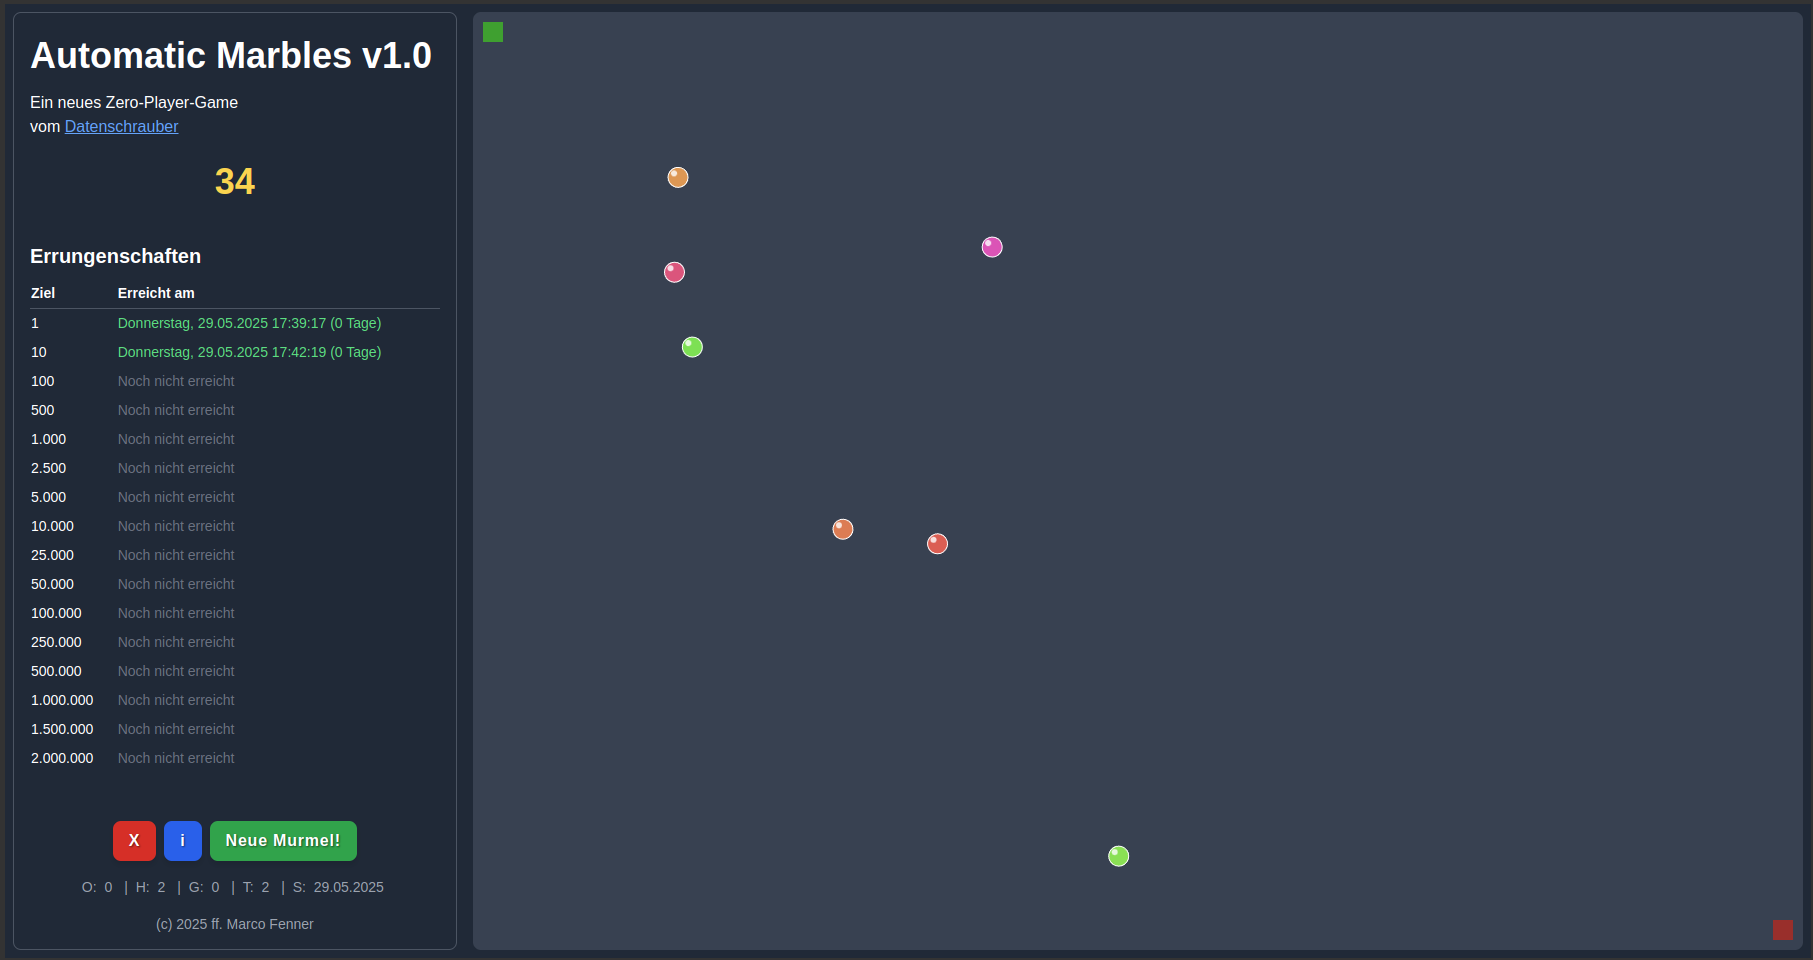 Automatic Marbles v1.0
Ein neues Zero-Player-Game
vom Datenschrauber
34
Errungenschaften
Ziel Erreicht am
1 Donnerstag, 29.05.2025 17:39:17 (0 Tage)
10 Donnerstag, 29.05.2025 17:42:19 (0 Tage)
100 Noch nicht erreicht
500 Noch nicht erreicht
1.000 Noch nicht erreicht
2.500 Noch nicht erreicht
5.000 Noch nicht erreicht
10.000 Noch nicht erreicht
25.000 Noch nicht erreicht
50.000 Noch nicht erreicht
100.000 Noch nicht erreicht
250.000 Noch nicht erreicht
500.000 Noch nicht erreicht
1.000.000 Noch nicht erreicht
1.500.000 Noch nicht erreicht
2.000.000 Noch nicht erreicht
X i Neue Murmel!
O: 0 | H: 2 | G: 0 | T: 2 | S: 29.05.2025
(c) 2025 ff. Marco Fenner